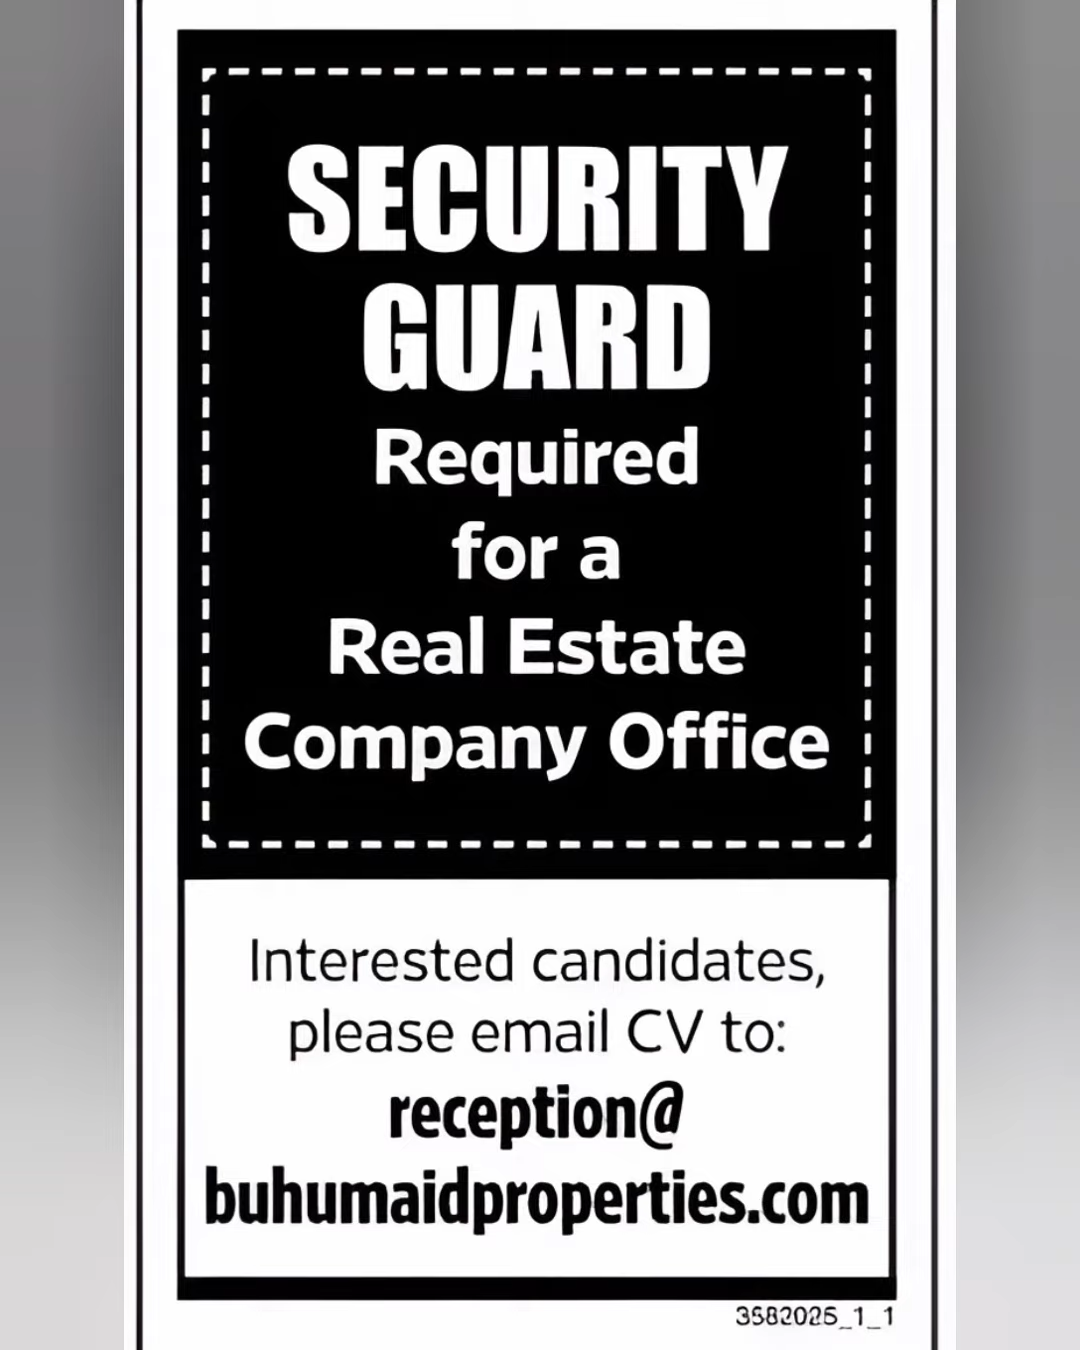 SECURITY
GUARD
Required
for a
Real Estate
Company Office
Interested candidates,
please email CV to:
reception@
buhumaidproperties.com
3582025_1_1